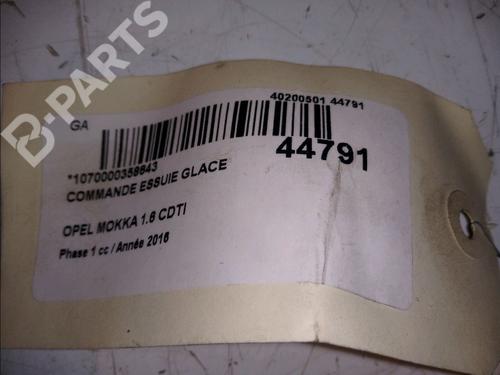 B-PARTS
GA
40200501 44791
44791
*1070000358643
COMMANDE ESSUIE GLACE
OPEL MOKKA 1.6 CDTI
Phase 1 cc / Année 2016